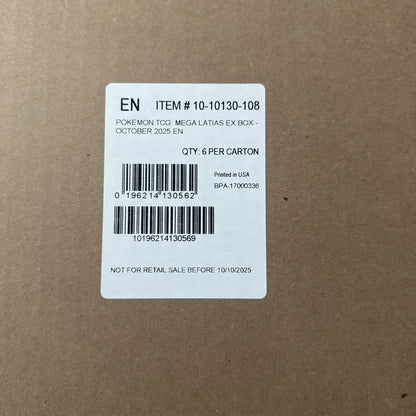 EN ITEM # 10-10130-108
POKEMON TCG: MEGA LATIAS EX BOX -
OCTOBER 2025 EN
QTY: 6 PER CARTON
Printed in USA
BPA-17000336
0 196214 130562
10196214130569
NOT FOR RETAIL SALE BEFORE 10/10/2025